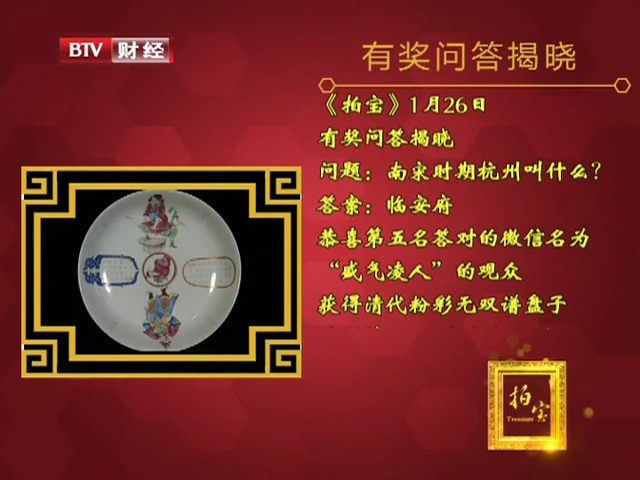 BTV 财经
有奖问答揭晓
《拍宝》1月26日
有奖问答揭晓
问题：南宋时期杭州叫什么？
答案：临安府
恭喜第五名答对的微信名为
“盛气凌人”的观众
获得清代粉彩无双谱盘子
拍宝
Treasure